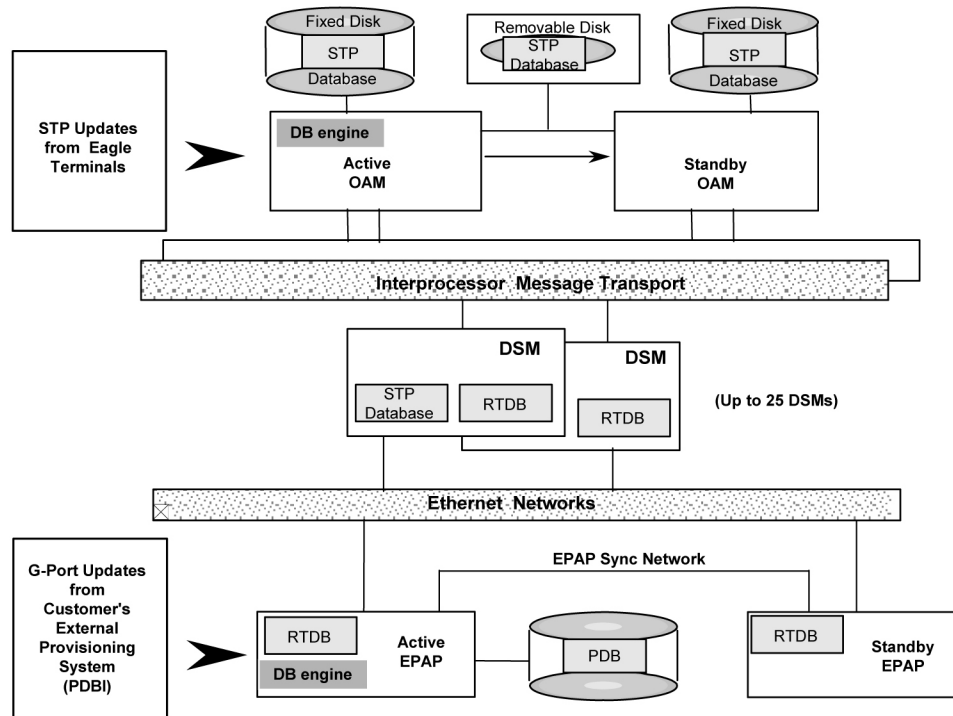 Fixed Disk
STP
Database
Removable Disk
STP
Database
Fixed Disk
STP
Database
STP Updates
from Eagle
Terminals
DB engine
Active
OAM
Standby
OAM
Interprocessor Message Transport
DSM
STP
Database
RTDB
DSM
RTDB
(Up to 25 DSMs)
Ethernet Networks
G-Port Updates
from
Customer's
External
Provisioning
System
(PDBI)
EPAP Sync Network
RTDB
DB engine
Active
EPAP
PDB
RTDB
Standby
EPAP